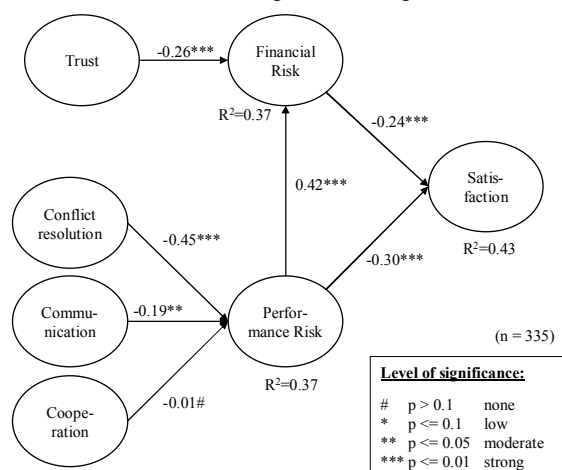 Trust
-0.26***
Financial
Risk
R²=0.37
-0.24***
0.42***
Satis-
faction
R²=0.43
Conflict
resolution
-0.45***
-0.30***
Commu-
nication
-0.19**
Perfor-
mance Risk
R²=0.37
Coope-
ration
-0.01#
(n = 335)
Level of significance:
# p > 0.1 none
* p <= 0.1 low
** p <= 0.05 moderate
*** p <= 0.01 strong